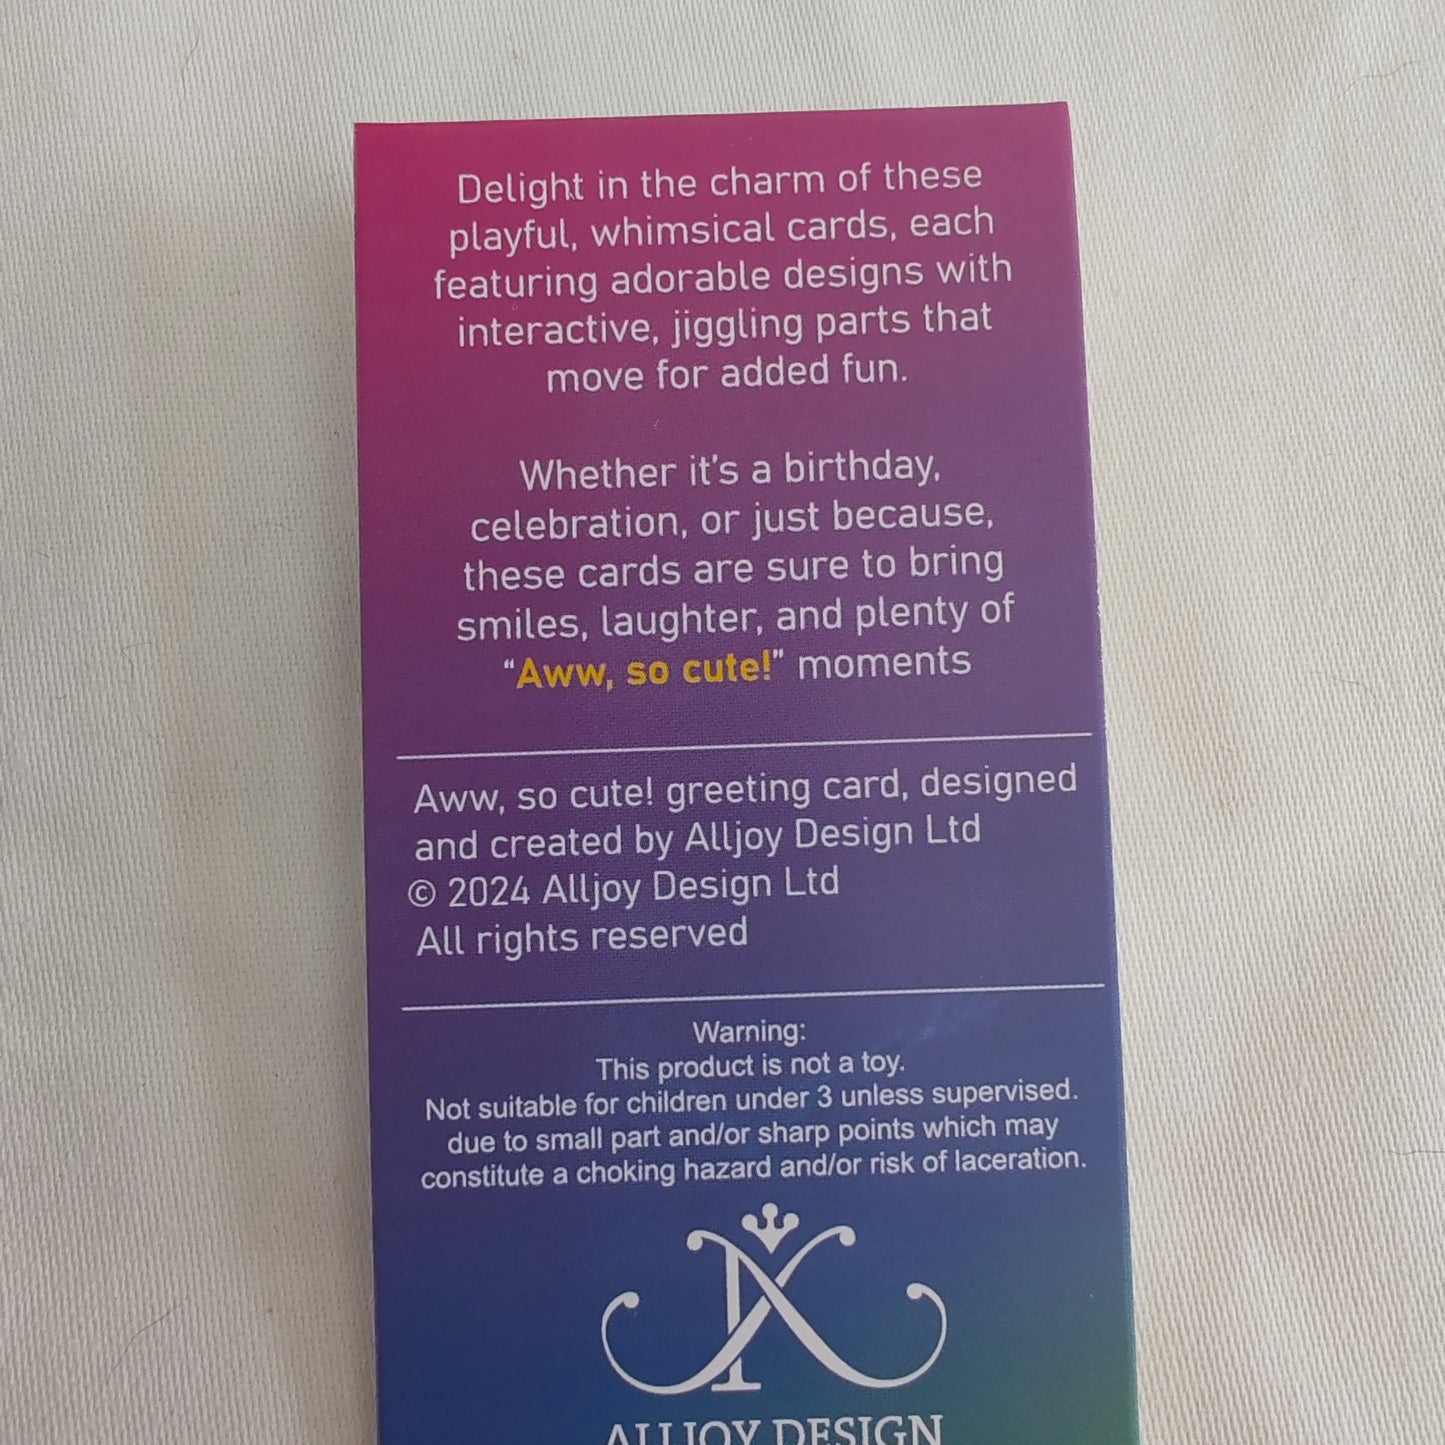 Delight in the charm of these
playful, whimsical cards, each
featuring adorable designs with
interactive, jiggling parts that
move for added fun.
Whether it's a birthday,
celebration, or just because,
these cards are sure to bring
smiles, laughter, and plenty of
“Aww, so cute!” moments
Aww, so cute! greeting card, designed
and created by Alljoy Design Ltd
© 2024 Alljoy Design Ltd
All rights reserved
Warning:
This product is not a toy.
Not suitable for children under 3 unless supervised.
due to small part and/or sharp points which may
constitute a choking hazard and/or risk of laceration.
ALLJOY DESIGN